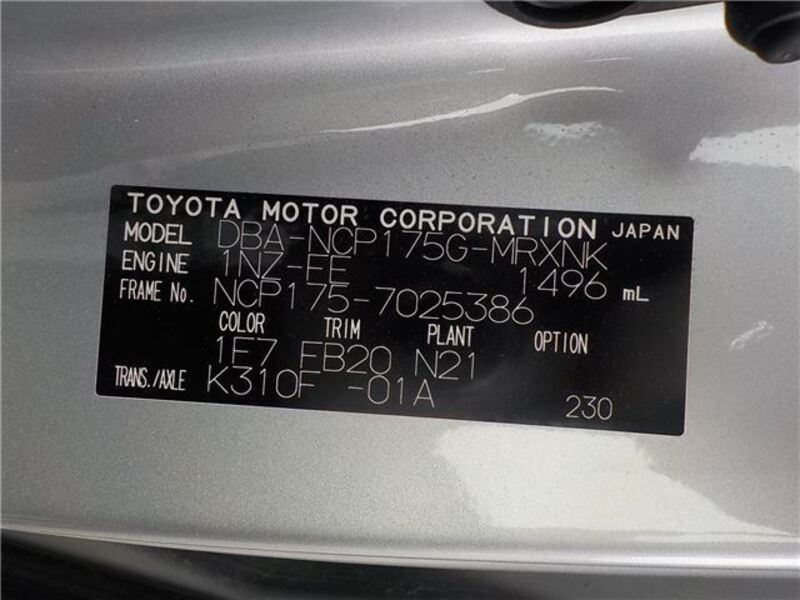 TOYOTA MOTOR CORPORATION JAPAN
MODEL DBA-NCP175G-MRXNK
ENGINE 1NZ-FE 1496 mL
FRAME No. NCP175-7025386
COLOR TRIM PLANT OPTION
1F7 FB20 N21
TRANS./AXLE K310F -01A
230